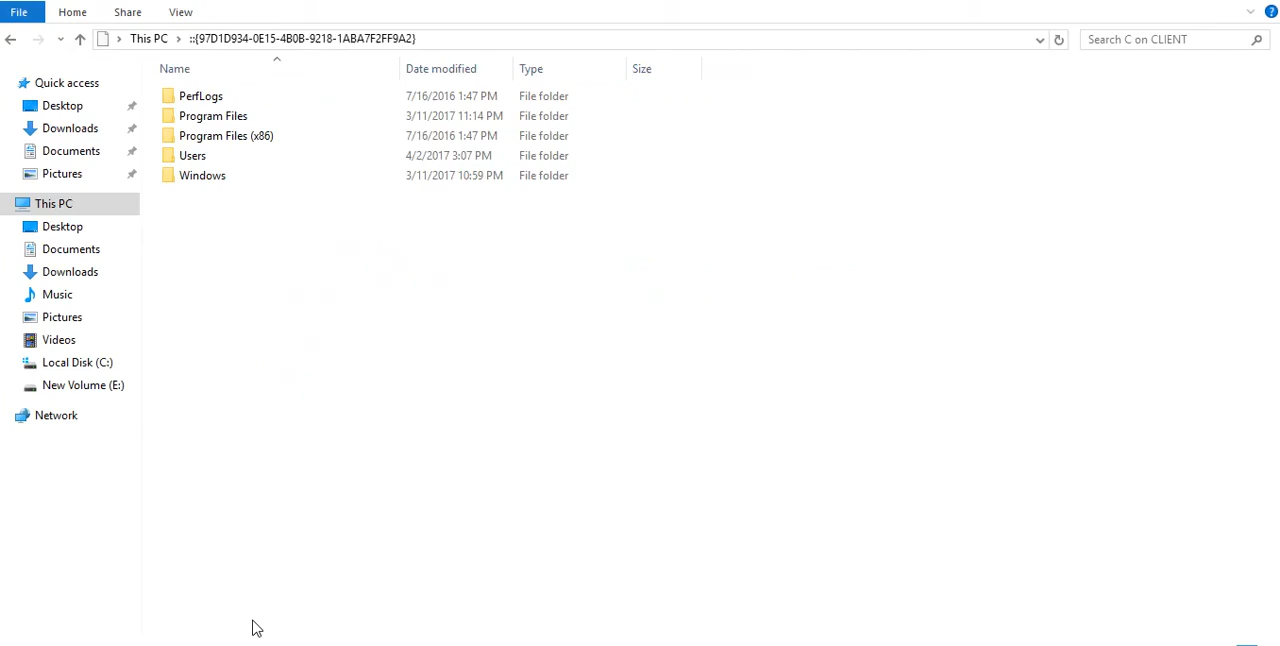 File Home Share View
This PC › ::{97D1D934-0E15-4B0B-9218-1ABA7F2FF9A2}
Search C on CLIENT
Name Date modified Type Size
PerfLogs 7/16/2016 1:47 PM File folder
Program Files 3/11/2017 11:14 PM File folder
Program Files (x86) 7/16/2016 1:47 PM File folder
Users 4/2/2017 3:07 PM File folder
Windows 3/11/2017 10:59 PM File folder
Quick access
Desktop
Downloads
Documents
Pictures
This PC
Desktop
Documents
Downloads
Music
Pictures
Videos
Local Disk (C:)
New Volume (E:)
Network